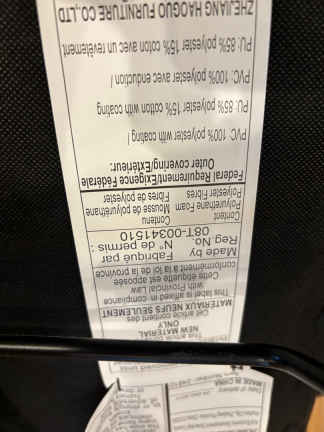 MADE IN CHINA
NEW MATERIAL
ONLY
Cet article contient des
MATÉRIAUX NEUFS SEULEMENT
This label is affixed in compliance
with Provincial Law
Cette étiquette est apposée
conformément à la loi de la province
Made by Fabriqué par
Reg.No. N° de permis :
08T-00341510
Content Contenu
Polyurethane Foam Mousse polyuréthane
Polyester Fibres Fibres de polyester
Federal Requirement/Exigence Fédérale
Outer covering/Extérieur:
PVC: 100% polyester with coating /
PU: 85% polyester 15% cotton with coating
PVC: 100% polyester avec enduction /
PU: 85% polyester 15% coton avec un revêtement
ZHEJIANG HAOGUO FURNITURE CO.,LTD